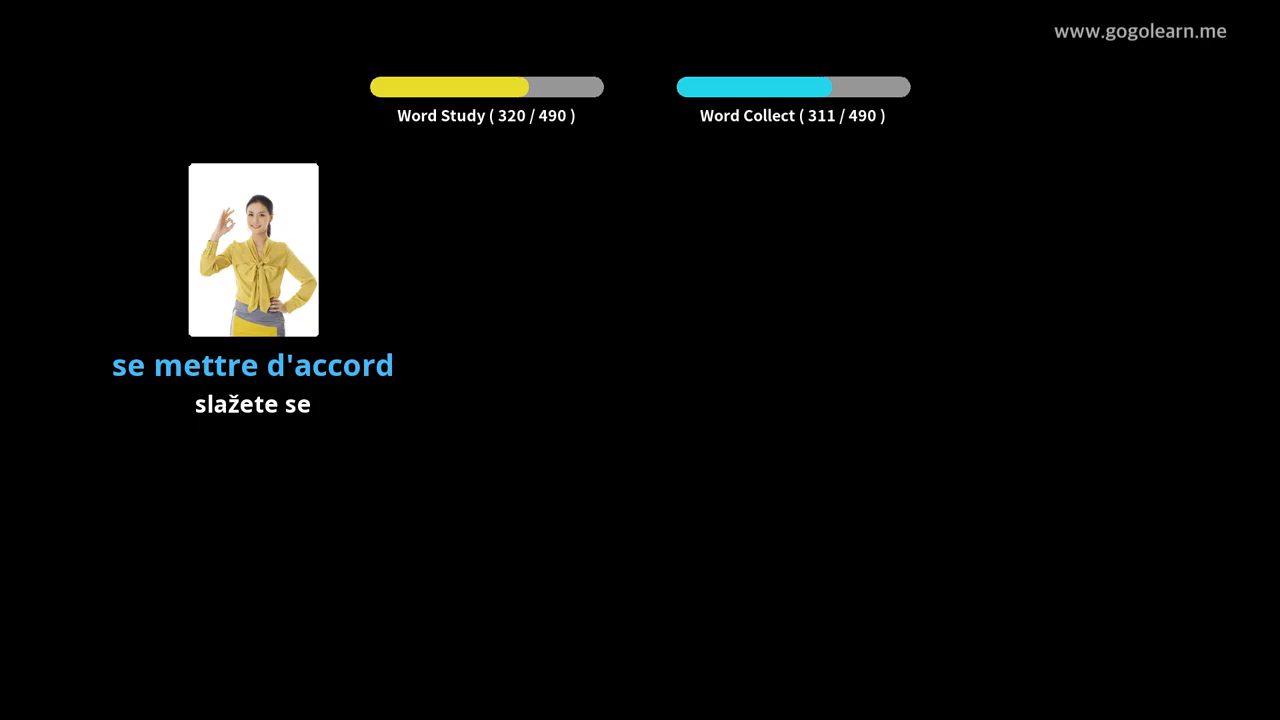 www.gogolearn.me
Word Study ( 320 / 490 )
Word Collect ( 311 / 490 )
se mettre d'accord
slažete se